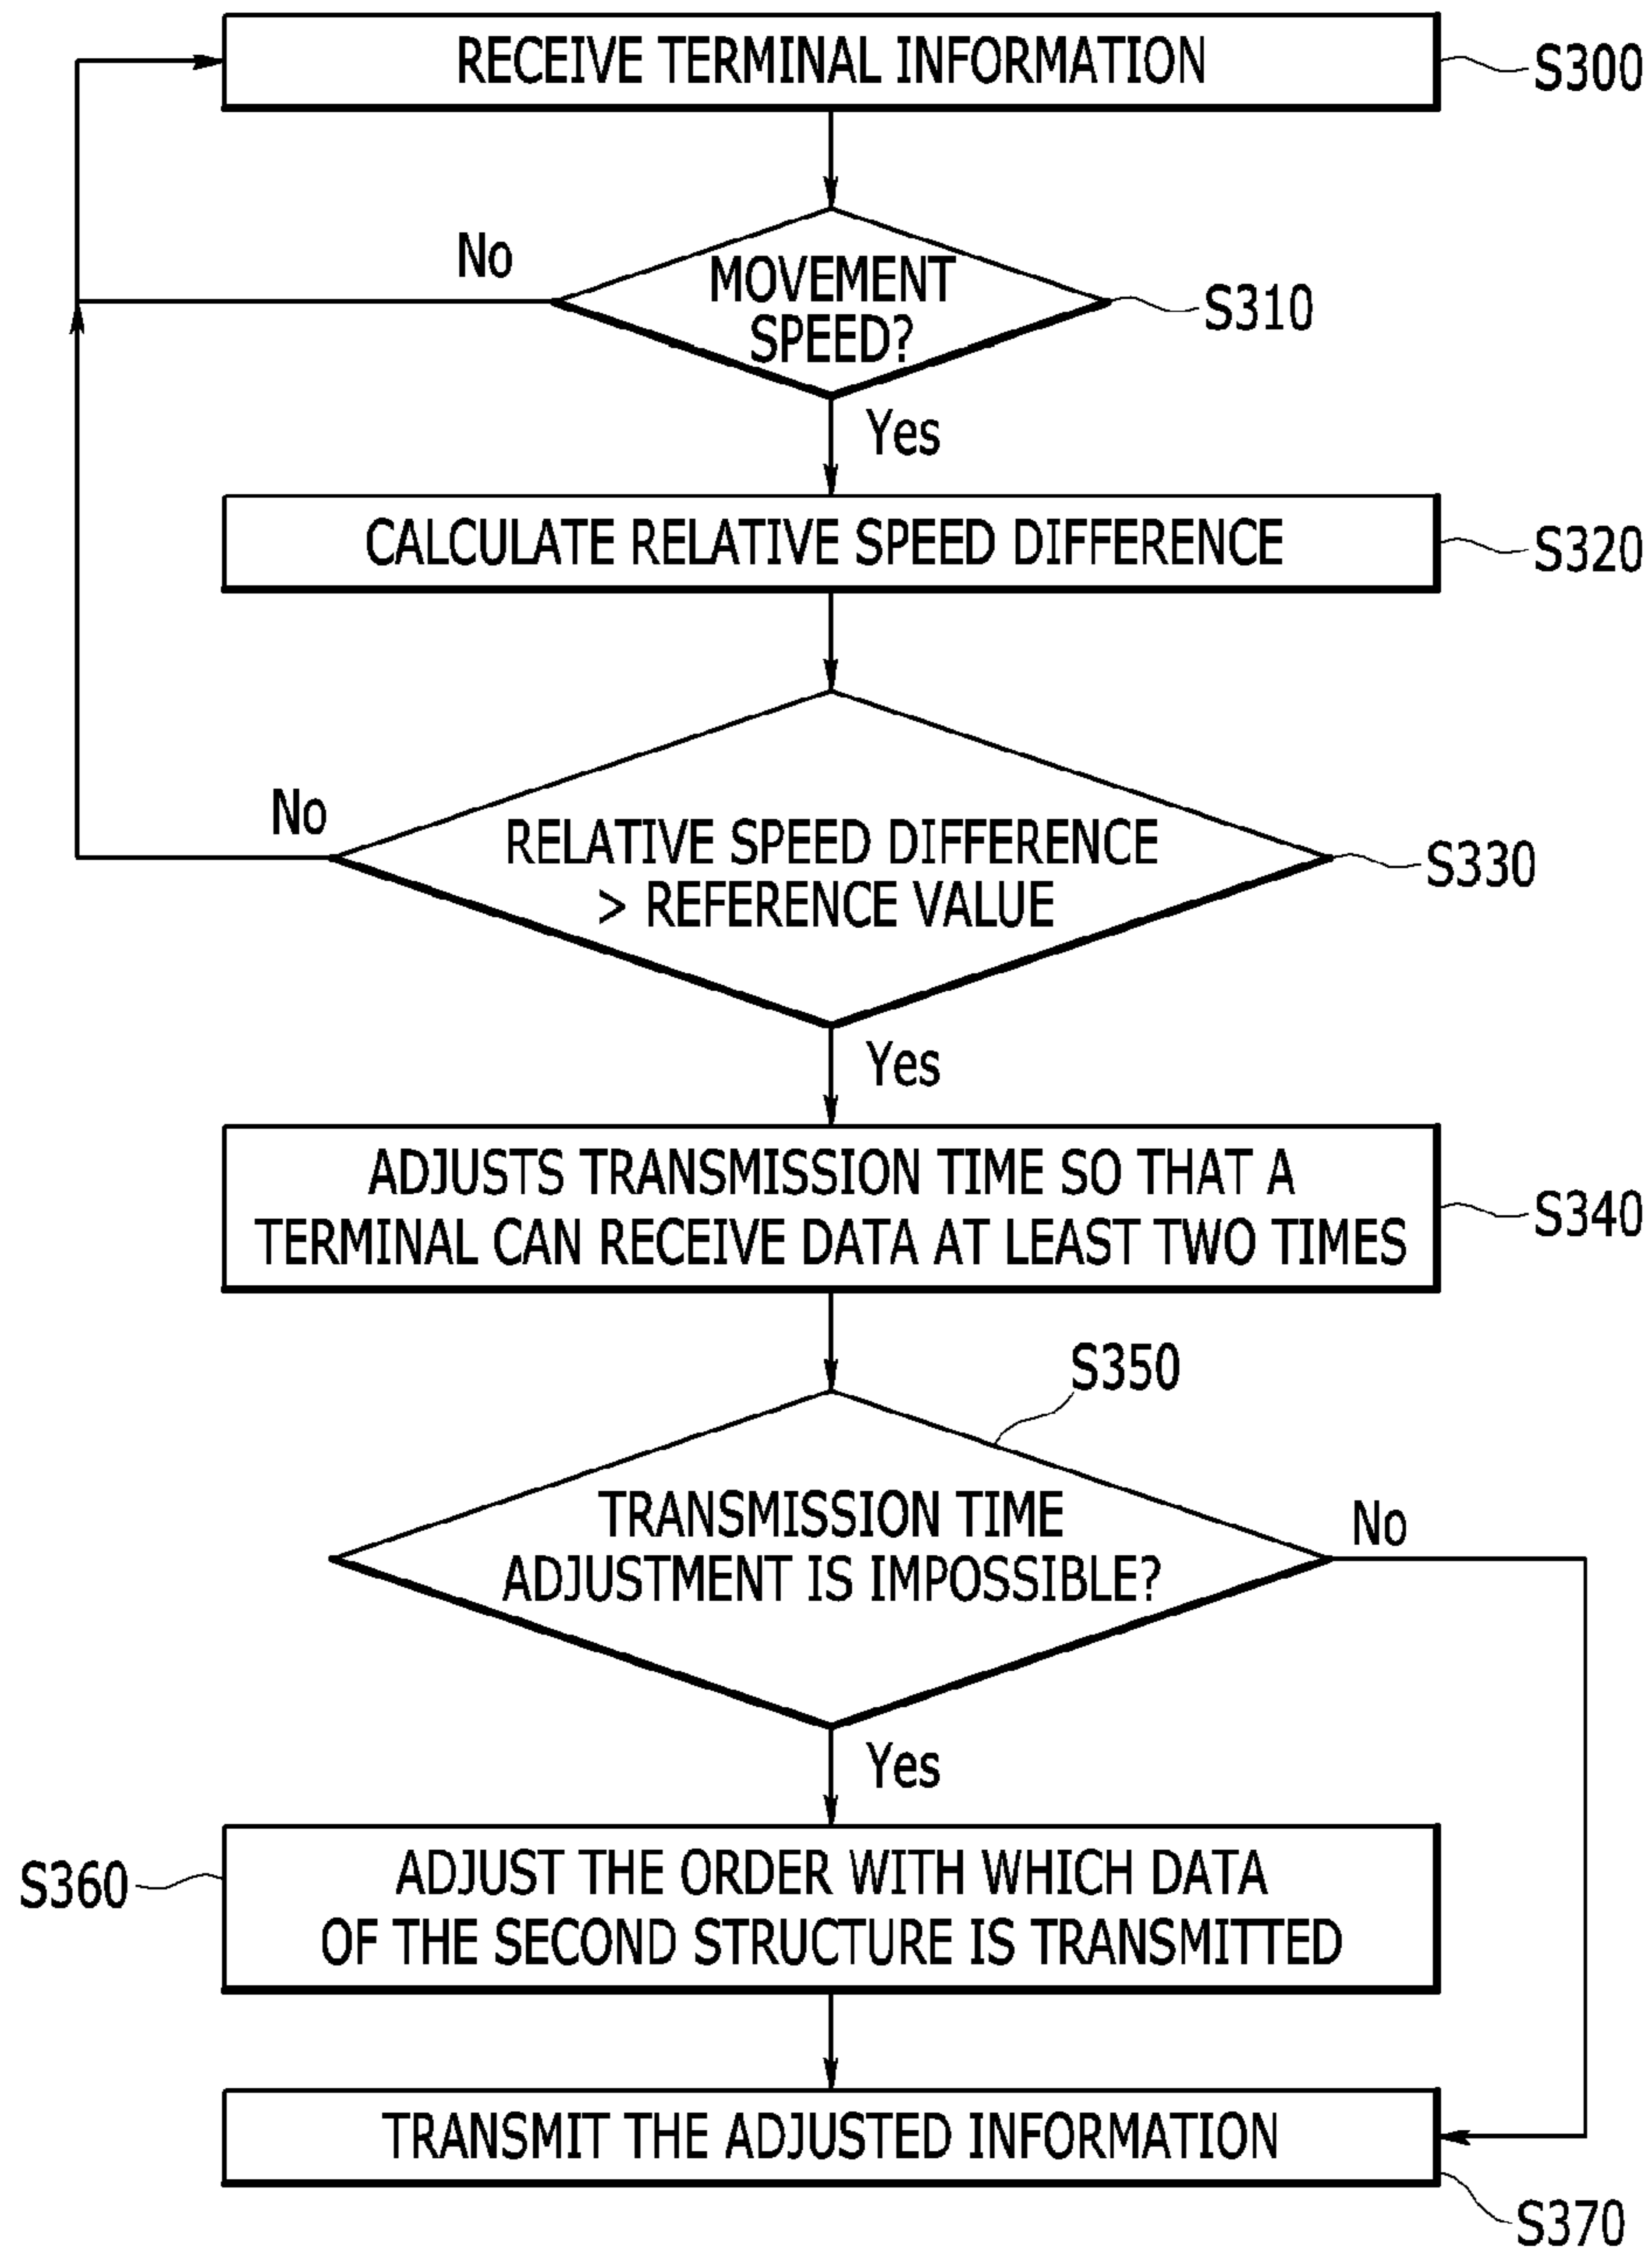 RECEIVE TERMINAL INFORMATION
S300
No
MOVEMENT
SPEED?
S310
Yes
CALCULATE RELATIVE SPEED DIFFERENCE
S320
No
RELATIVE SPEED DIFFERENCE
> REFERENCE VALUE
S330
Yes
ADJUSTS TRANSMISSION TIME SO THAT A
TERMINAL CAN RECEIVE DATA AT LEAST TWO TIMES
S340
S350
TRANSMISSION TIME
ADJUSTMENT IS IMPOSSIBLE?
No
Yes
S360
ADJUST THE ORDER WITH WHICH DATA
OF THE SECOND STRUCTURE IS TRANSMITTED
TRANSMIT THE ADJUSTED INFORMATION
S370